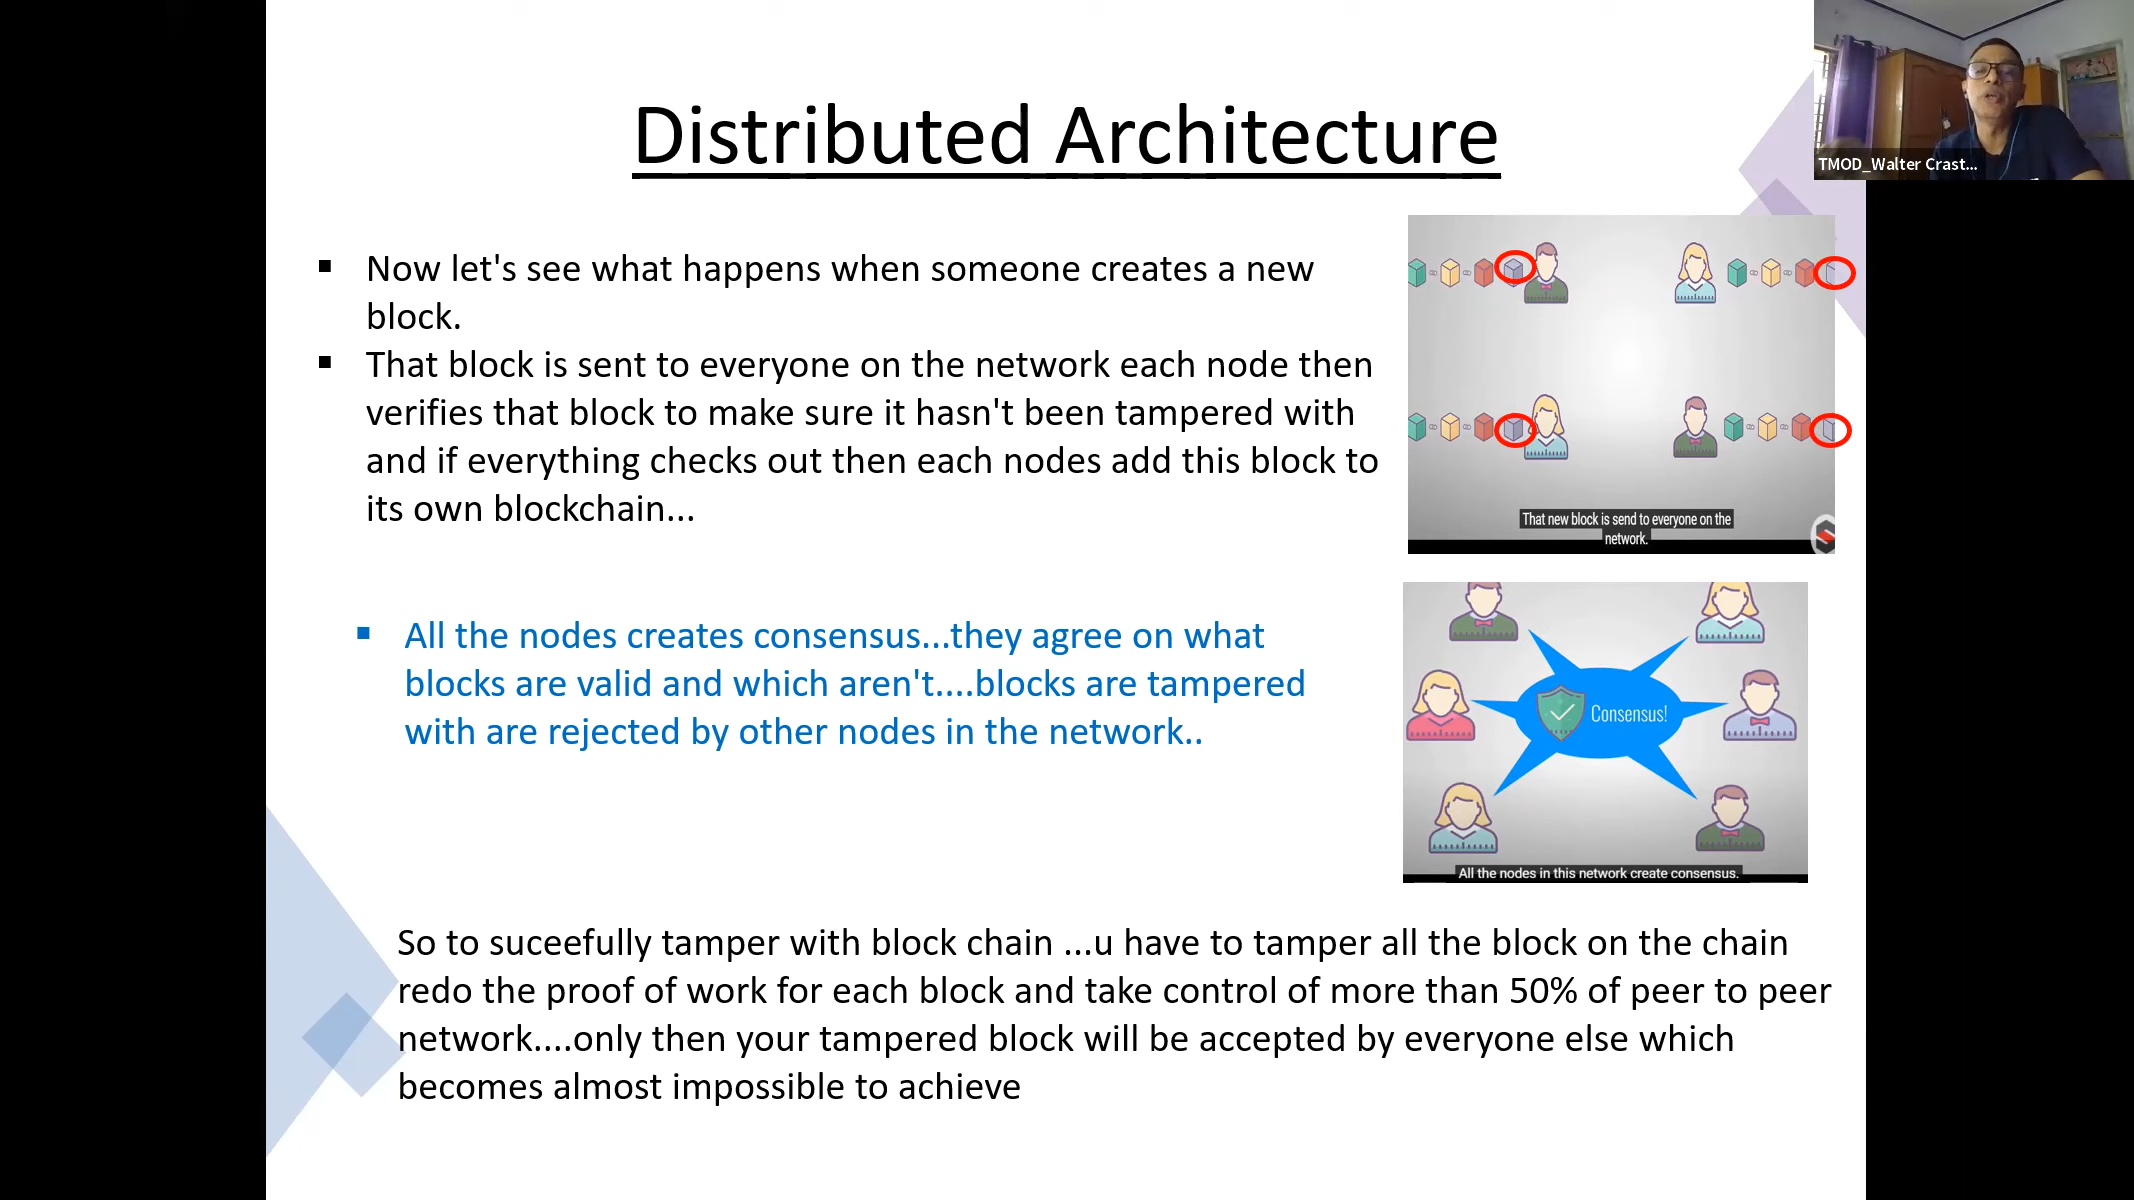 Distributed Architecture
TMOD_Walter Crast...
▪ Now let's see what happens when someone creates a new
block.
▪ That block is sent to everyone on the network each node then
verifies that block to make sure it hasn't been tampered with
and if everything checks out then each nodes add this block to
its own blockchain...
That new block is send to everyone on the
network.
▪ All the nodes creates consensus...they agree on what
blocks are valid and which aren't....blocks are tampered
with are rejected by other nodes in the network..
Consensus!
All the nodes in this network create consensus.
So to suceefully tamper with block chain ...u have to tamper all the block on the chain
redo the proof of work for each block and take control of more than 50% of peer to peer
network....only then your tampered block will be accepted by everyone else which
becomes almost impossible to achieve